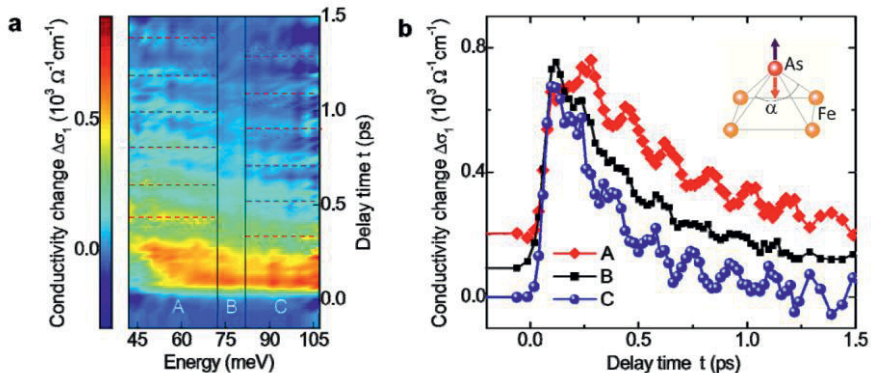 a
Conductivity change Δσ₁ (10³ Ω⁻¹cm⁻¹)
0.5
0.0
A
B
C
45
60
75
90
105
Energy (meV)
1.5
1.0
0.5
0.0
Delay time t (ps)
b
Conductivity change Δσ₁ (10³ Ω⁻¹cm⁻¹)
0.8
0.4
0.0
As
Fe
α
A
B
C
0.0
0.5
1.0
1.5
Delay time t (ps)